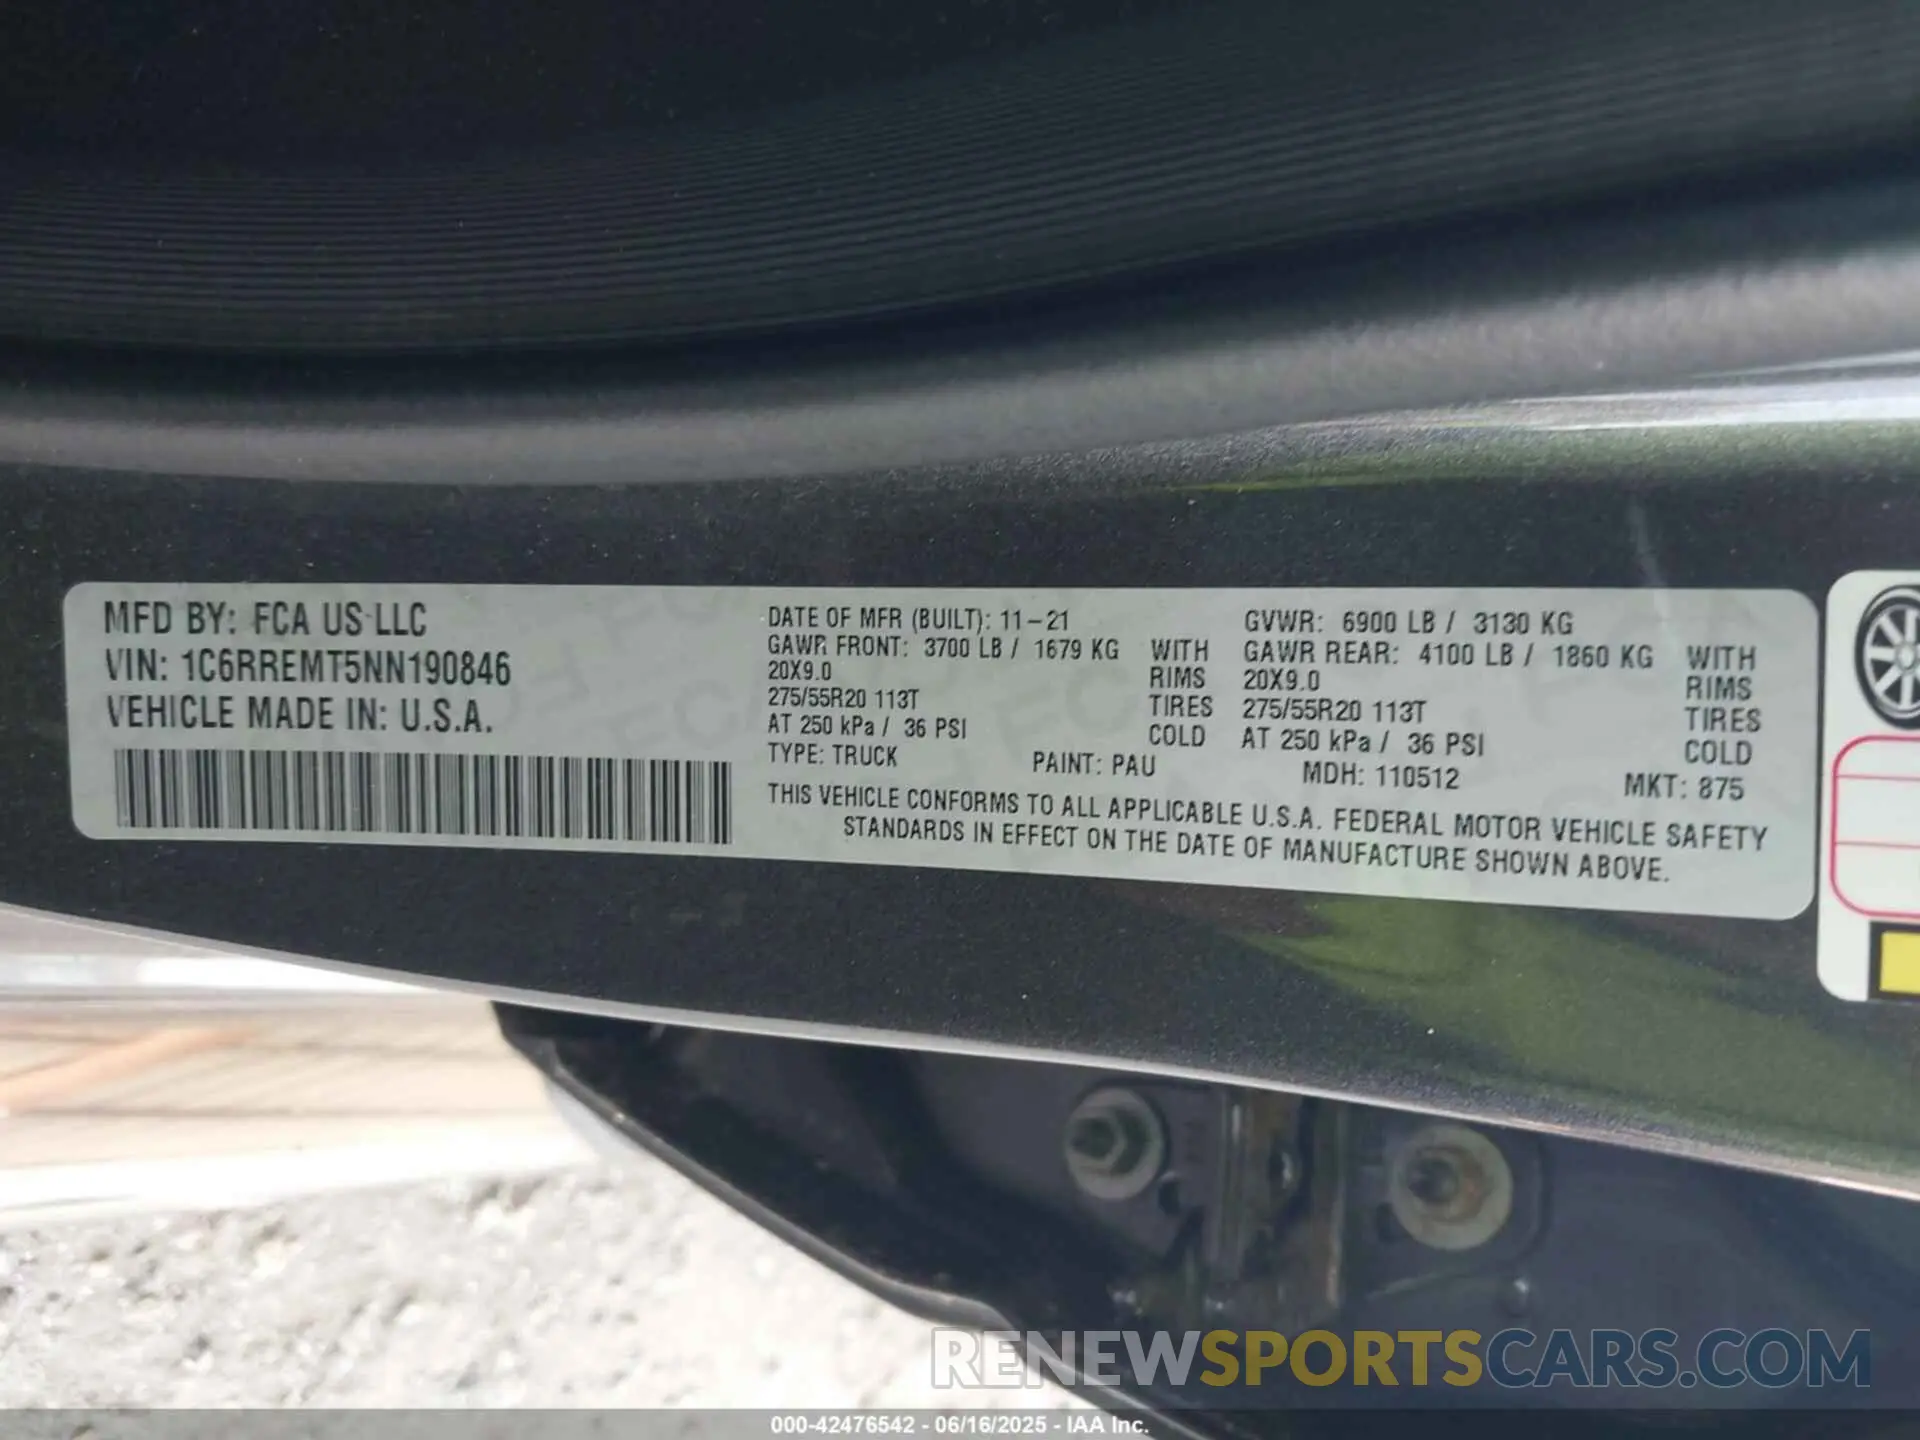 MFD BY: FCA US LLC
VIN: 1C6RREMT5NN190846
VEHICLE MADE IN: U.S.A.
DATE OF MFR (BUILT): 11-21
GAWR FRONT: 3700 LB / 1679 KG WITH
20X9.0 RIMS
275/55R20 113T TIRES
AT 250 kPa / 36 PSI COLD
GVWR: 6900 LB / 3130 KG
GAWR REAR: 4100 LB / 1860 KG WITH
20X9.0 RIMS
275/55R20 113T TIRES
AT 250 kPa / 36 PSI COLD
TYPE: TRUCK PAINT: PAU MDH: 110512 MKT: 875
THIS VEHICLE CONFORMS TO ALL APPLICABLE U.S.A. FEDERAL MOTOR VEHICLE SAFETY
STANDARDS IN EFFECT ON THE DATE OF MANUFACTURE SHOWN ABOVE.
RENEWSPORTSCARS.COM
000-42476542 - 06/16/2025 - IAA Inc.